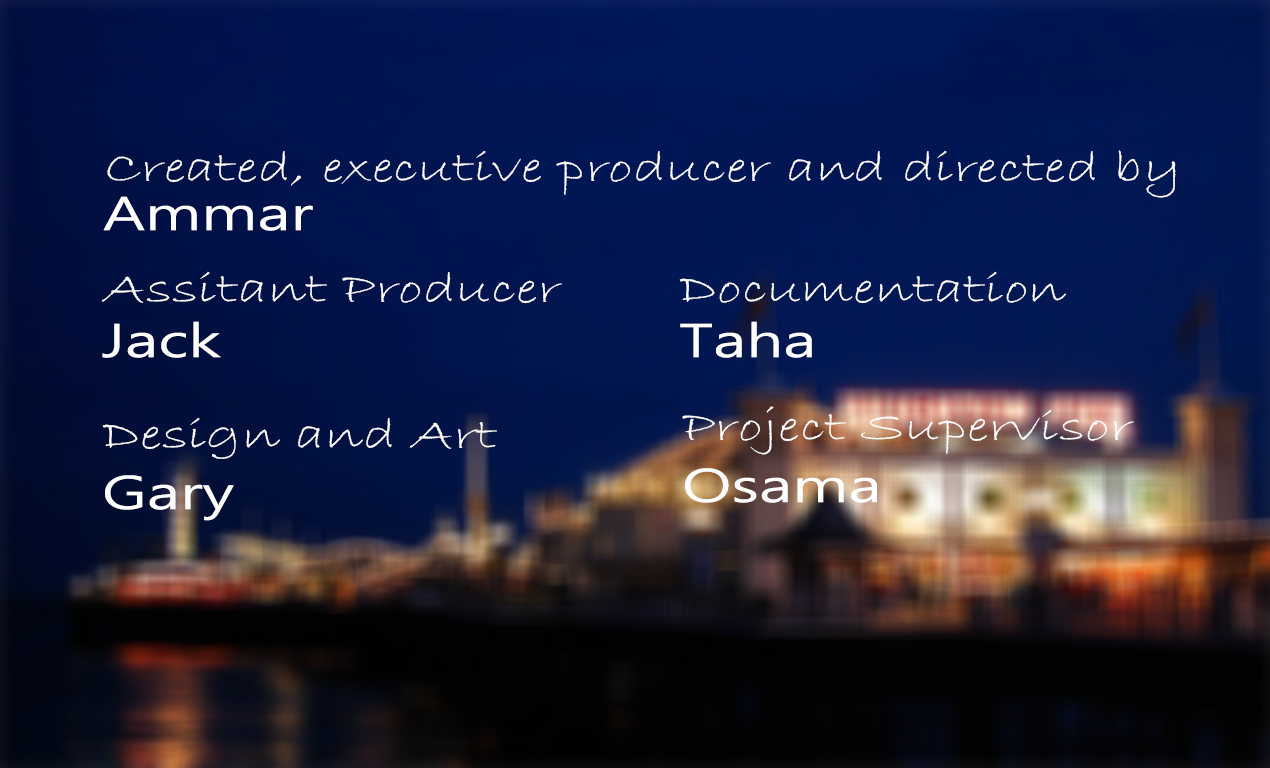 Created, executive producer and directed by
Ammar
Assitant Producer
Jack
Documentation
Taha
Design and Art
Gary
Project Supervisor
Osama